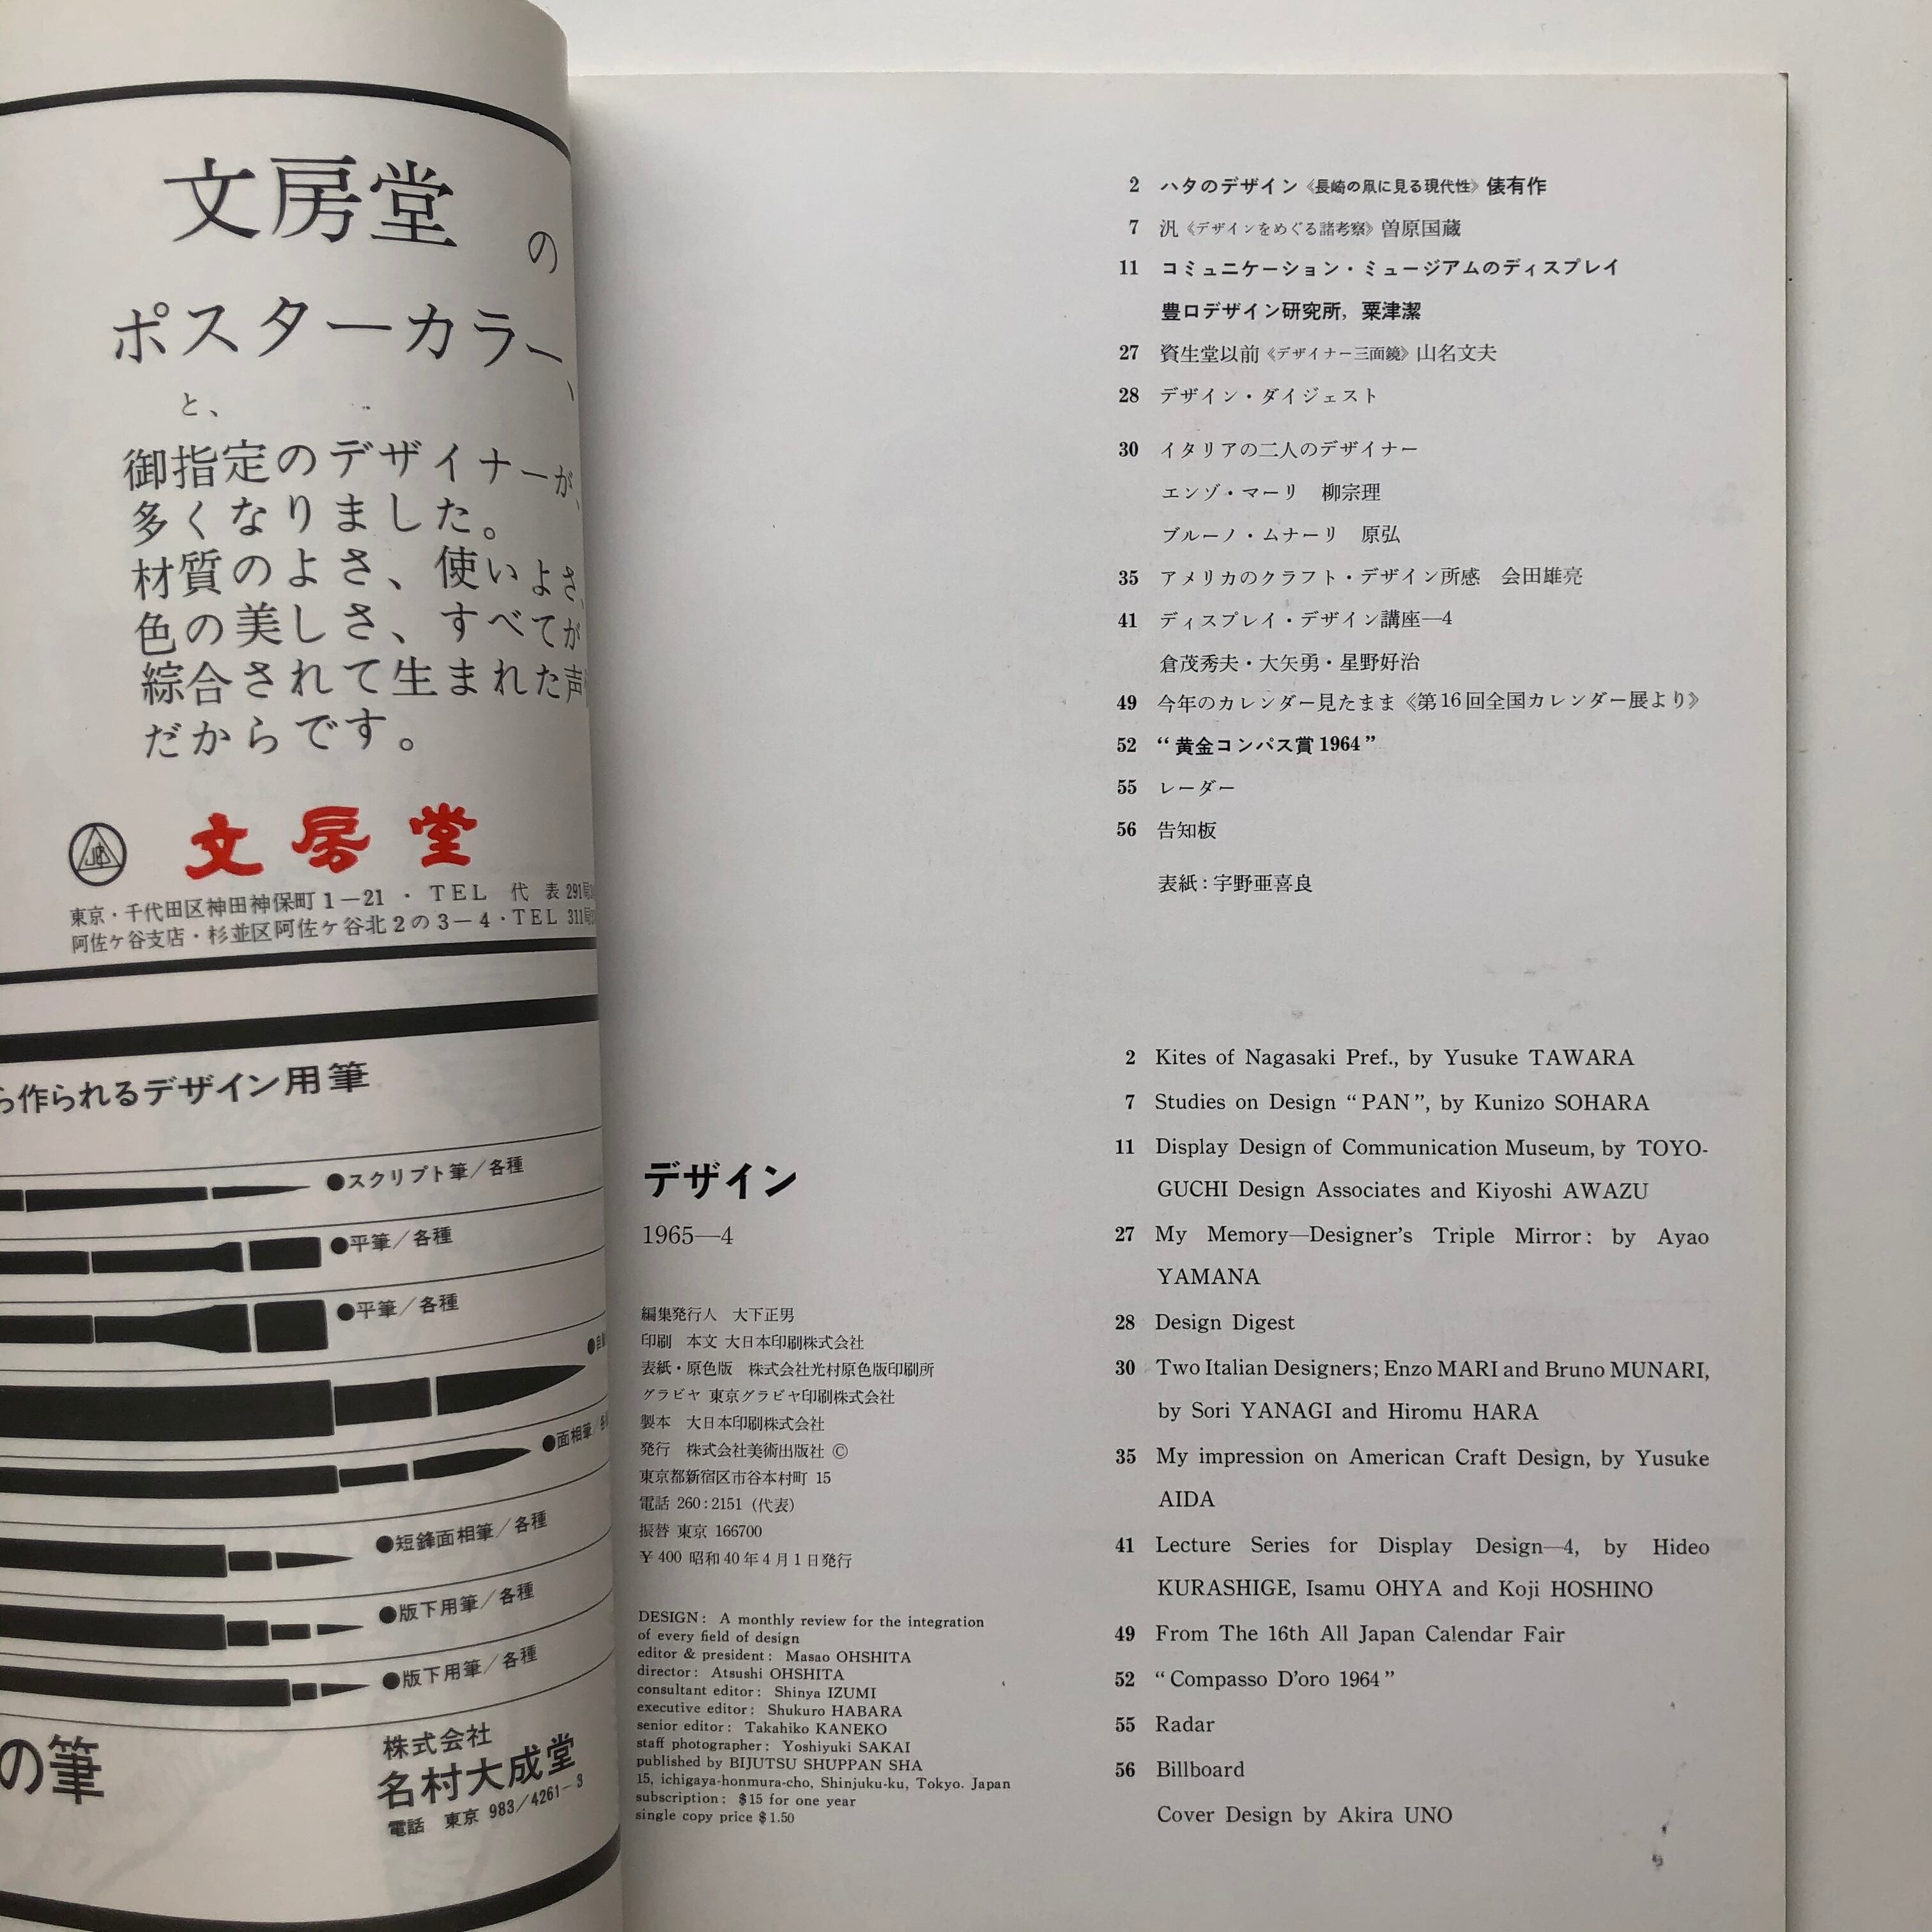 文房堂の
ポスターカラー、
と、
御指定のデザイナーが、
多くなりました。
材質のよさ、使いよさ、
色の美しさ、すべてが
綜合されて生まれた声
だからです。
文房堂
東京・千代田区神田神保町1−21・TEL 代表 291局
阿佐ケ谷支店・杉並区阿佐ケ谷北2の3−4・TEL 311局
ら作られるデザイン用筆
●スクリプト筆/各種
●平筆/各種
●平筆/各種
●面相筆/各
●短鋒面相筆/各種
●版下用筆/各種
●版下用筆/各種
の筆
株式会社
名村大成堂
電話 東京 983/4261−3
2 ハタのデザイン《長崎の凧に見る現代性》俵有作
7 汎《デザインをめぐる諸考察》曽原国蔵
11 コミュニケーション・ミュージアムのディスプレイ
豊口デザイン研究所，粟津潔
27 資生堂以前《デザイナー三面鏡》山名文夫
28 デザイン・ダイジェスト
30 イタリアの二人のデザイナー
エンゾ・マーリ 柳宗理
ブルーノ・ムナーリ 原弘
35 アメリカのクラフト・デザイン所感 会田雄亮
41 ディスプレイ・デザイン講座—4
倉茂秀夫・大矢勇・星野好治
49 今年のカレンダー見たまま《第16回全国カレンダー展より》
52 “黄金コンパス賞1964”
55 レーダー
56 告知板
表紙：宇野亜喜良
デザイン
1965—4
編集発行人 大下正男
印刷 本文 大日本印刷株式会社
表紙・原色版 株式会社光村原色版印刷所
グラビヤ 東京グラビヤ印刷株式会社
製本 大日本印刷株式会社
発行 株式会社美術出版社 ©
東京都新宿区市谷本村町 15
電話 260：2151（代表）
振替 東京 166700
¥400 昭和40年4月1日発行
DESIGN: A monthly review for the integration
of every field of design
editor & president: Masao OHSHITA
director: Atsushi OHSHITA
consultant editor: Shinya IZUMI
executive editor: Shukuro HABARA
senior editor: Takahiko KANEKO
staff photographer: Yoshiyuki SAKAI
published by BIJUTSU SHUPPAN SHA
15, ichigaya-honmura-cho, Shinjuku-ku, Tokyo. Japan
subscription: $15 for one year
single copy price $1.50
2 Kites of Nagasaki Pref., by Yusuke TAWARA
7 Studies on Design “PAN”, by Kunizo SOHARA
11 Display Design of Communication Museum, by TOYO-
GUCHI Design Associates and Kiyoshi AWAZU
27 My Memory—Designer's Triple Mirror: by Ayao
YAMANA
28 Design Digest
30 Two Italian Designers; Enzo MARI and Bruno MUNARI,
by Sori YANAGI and Hiromu HARA
35 My impression on American Craft Design, by Yusuke
AIDA
41 Lecture Series for Display Design—4, by Hideo
KURASHIGE, Isamu OHYA and Koji HOSHINO
49 From The 16th All Japan Calendar Fair
52 “Compasso D'oro 1964”
55 Radar
56 Billboard
Cover Design by Akira UNO